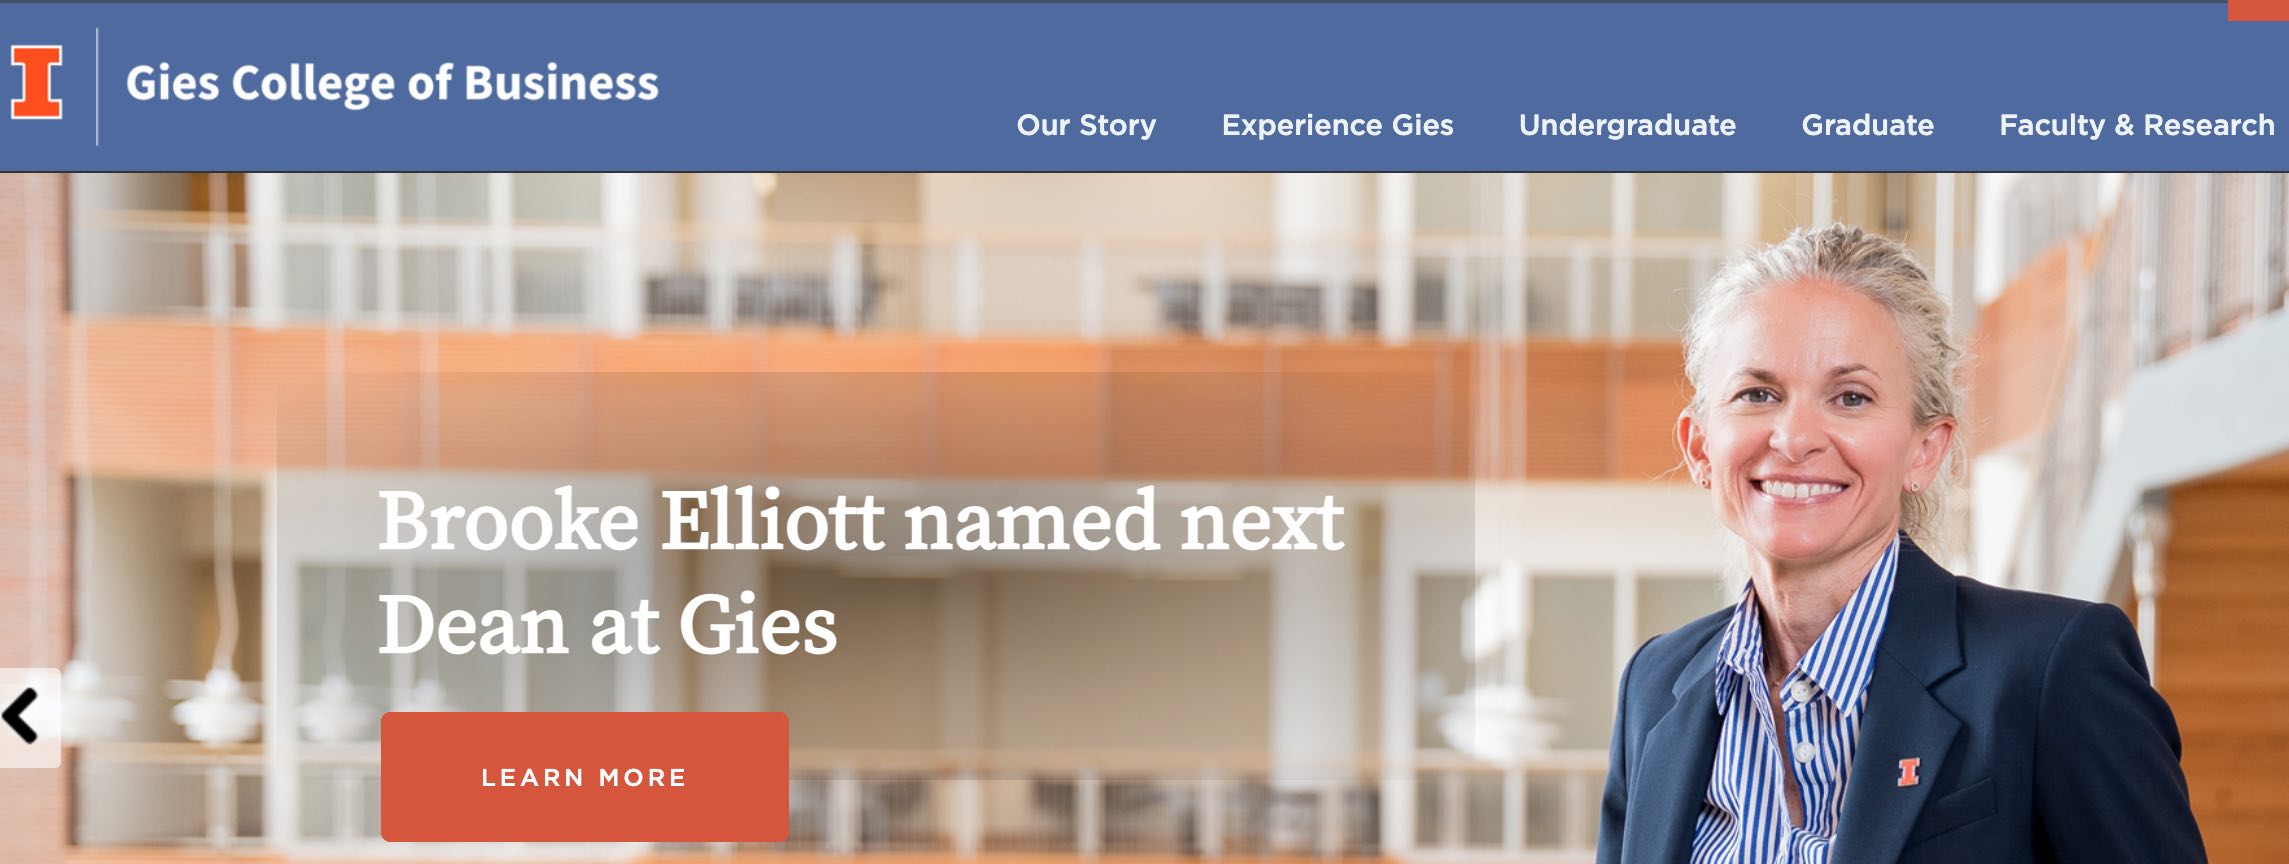 I
Gies College of Business
Our Story Experience Gies Undergraduate Graduate Faculty & Research
Brooke Elliott named next
Dean at Gies
LEARN MORE
I